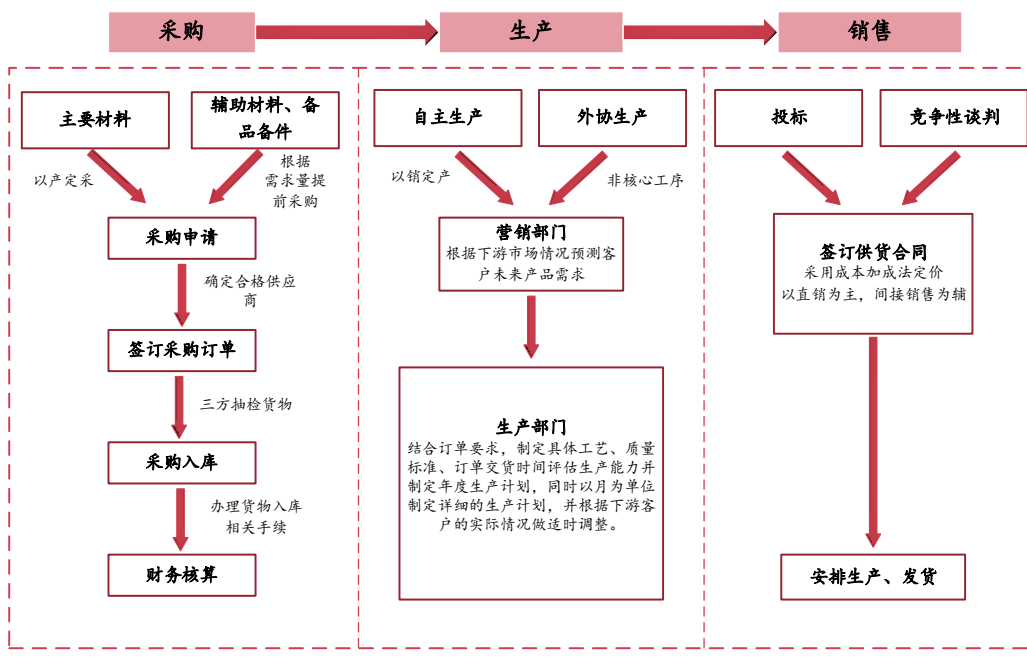 采购
生产
销售
主要材料
辅助材料、备
品备件
以产定采
根据
需求量提
前采购
采购申请
确定合格供应
商
签订采购订单
三方抽检货物
采购入库
办理货物入库
相关手续
财务核算
自主生产
外协生产
以销定产
非核心工序
营销部门
根据下游市场情况预测客
户未来产品需求
生产部门
结合订单要求，制定具体工艺、质量
标准、订单交货时间评估生产能力并
制定年度生产计划，同时以月为单位
制定详细的生产计划，并根据下游客
户的实际情况做适时调整。
投标
竞争性谈判
签订供货合同
采用成本加成法定价
以直销为主，间接销售为辅
安排生产、发货